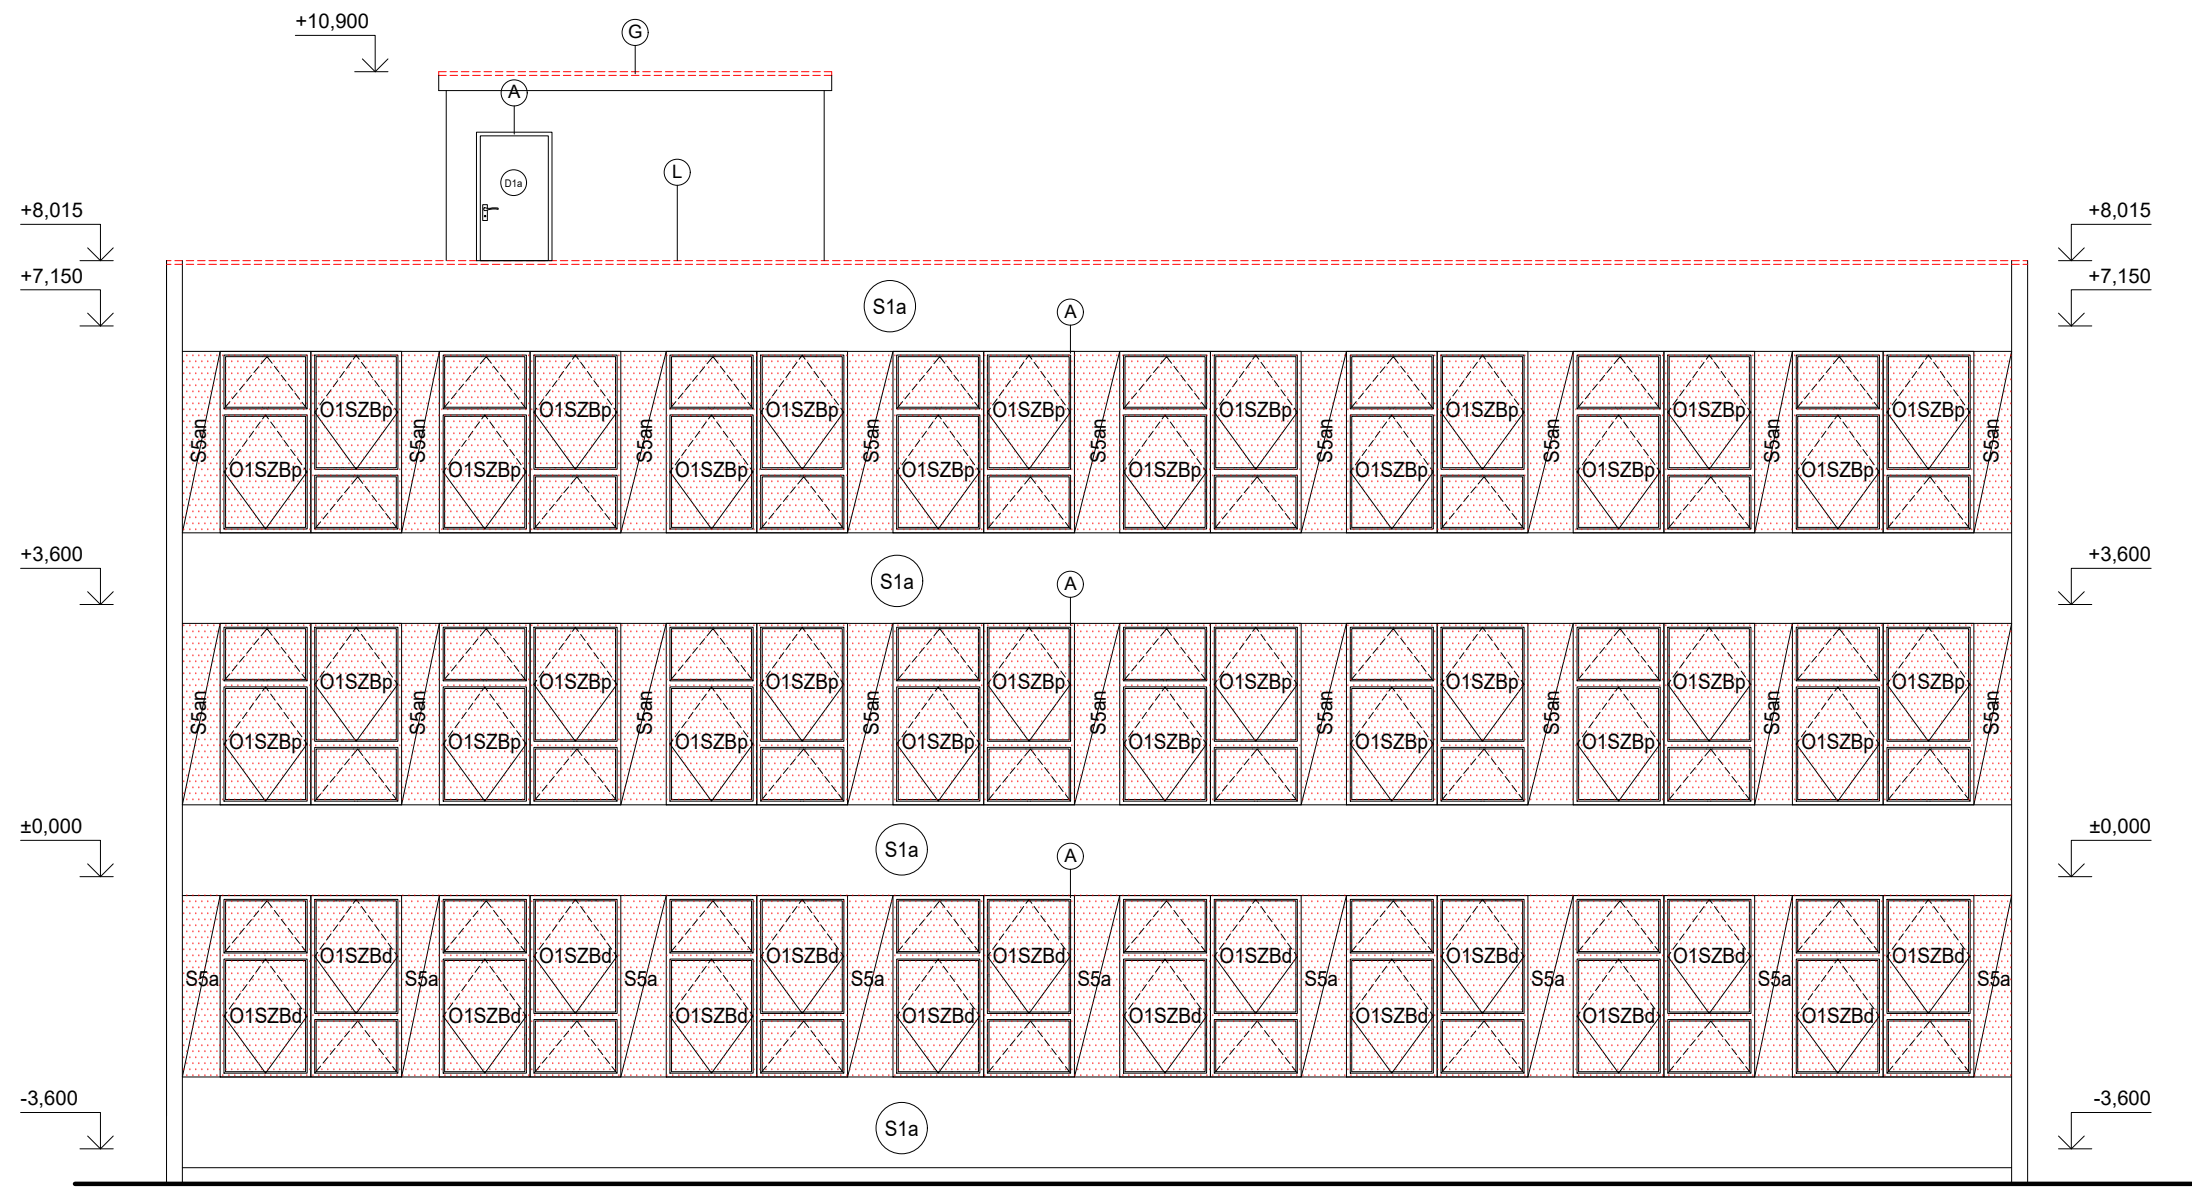 +10,900
G
A
D1a
L
+8,015 +8,015
+7,150 +7,150
S1a
A
O1SZBp O1SZBp O1SZBp O1SZBp O1SZBp O1SZBp O1SZBp O1SZBp
S5an S5an S5an S5an S5an S5an S5an S5an S5an
O1SZBp O1SZBp O1SZBp O1SZBp O1SZBp O1SZBp O1SZBp O1SZBp
+3,600 +3,600
S1a
A
O1SZBp O1SZBp O1SZBp O1SZBp O1SZBp O1SZBp O1SZBp O1SZBp
S5an S5an S5an S5an S5an S5an S5an S5an S5an
O1SZBp O1SZBp O1SZBp O1SZBp O1SZBp O1SZBp O1SZBp O1SZBp
±0,000 ±0,000
S1a
A
O1SZBd O1SZBd O1SZBd O1SZBd O1SZBd O1SZBd O1SZBd O1SZBd
S5a S5a S5a S5a S5a S5a S5a S5a S5a
O1SZBd O1SZBd O1SZBd O1SZBd O1SZBd O1SZBd O1SZBd O1SZBd
-3,600 -3,600
S1a